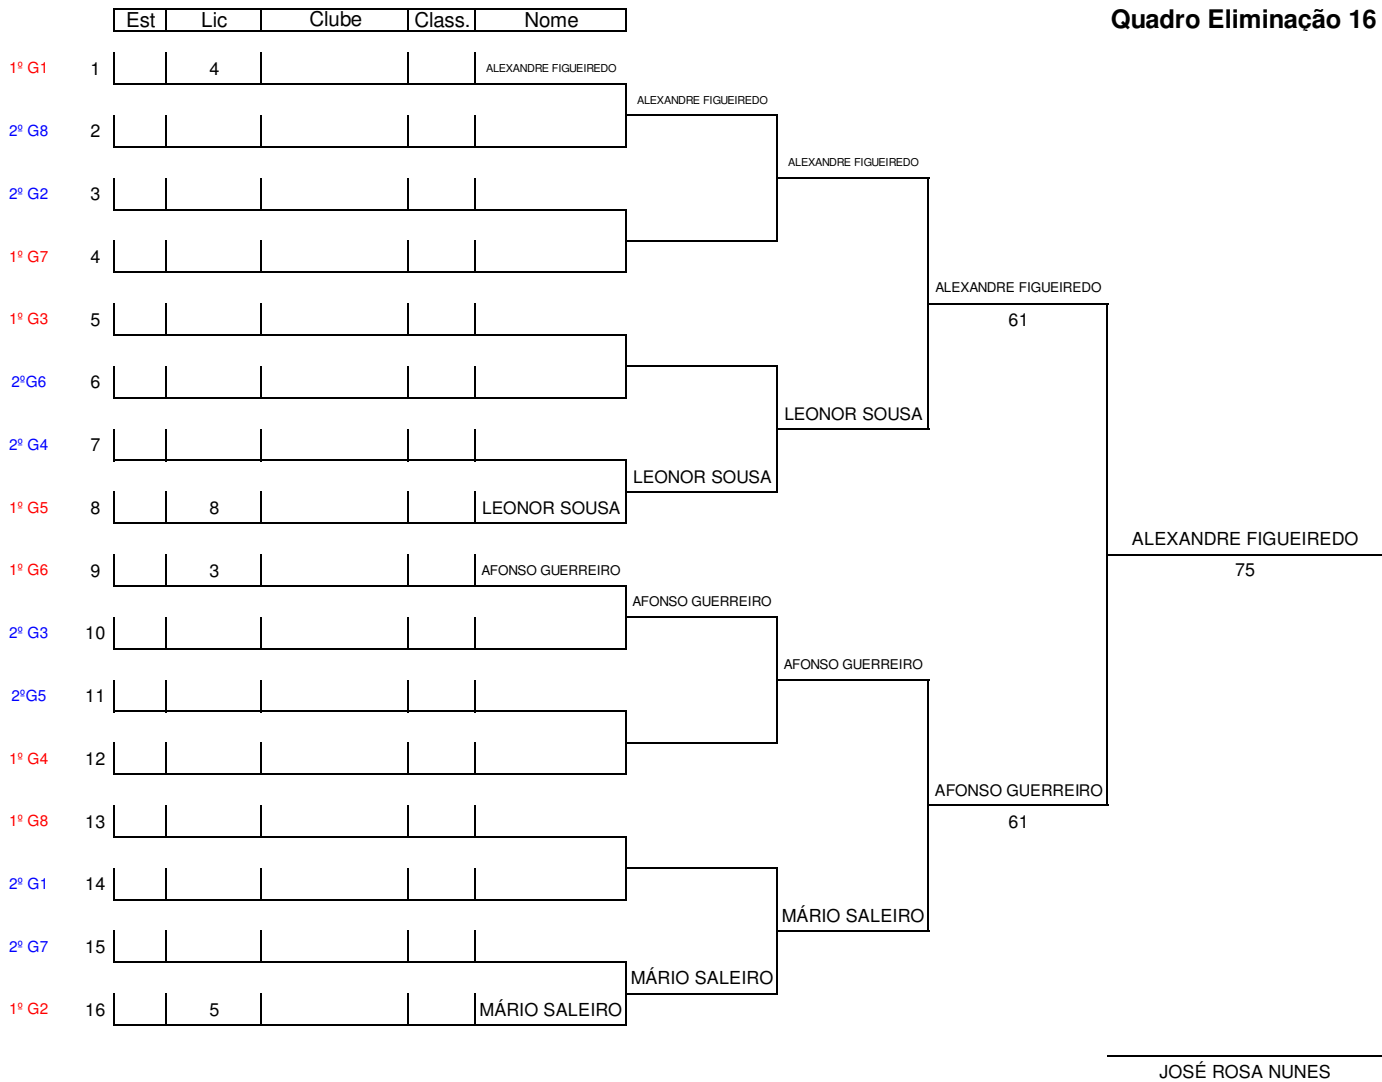 Est Lic Clube Class. Nome
Quadro Eliminação 16
1º G1 1 4 ALEXANDRE FIGUEIREDO
ALEXANDRE FIGUEIREDO
2º G8 2
ALEXANDRE FIGUEIREDO
2º G2 3
1º G7 4
ALEXANDRE FIGUEIREDO
1º G3 5 61
2ºG6 6
LEONOR SOUSA
2º G4 7
LEONOR SOUSA
1º G5 8 8 LEONOR SOUSA
ALEXANDRE FIGUEIREDO
1º G6 9 3 AFONSO GUERREIRO 75
AFONSO GUERREIRO
2º G3 10
AFONSO GUERREIRO
2ºG5 11
1º G4 12
AFONSO GUERREIRO
1º G8 13 61
2º G1 14
MÁRIO SALEIRO
2º G7 15
MÁRIO SALEIRO
1º G2 16 5 MÁRIO SALEIRO
JOSÉ ROSA NUNES